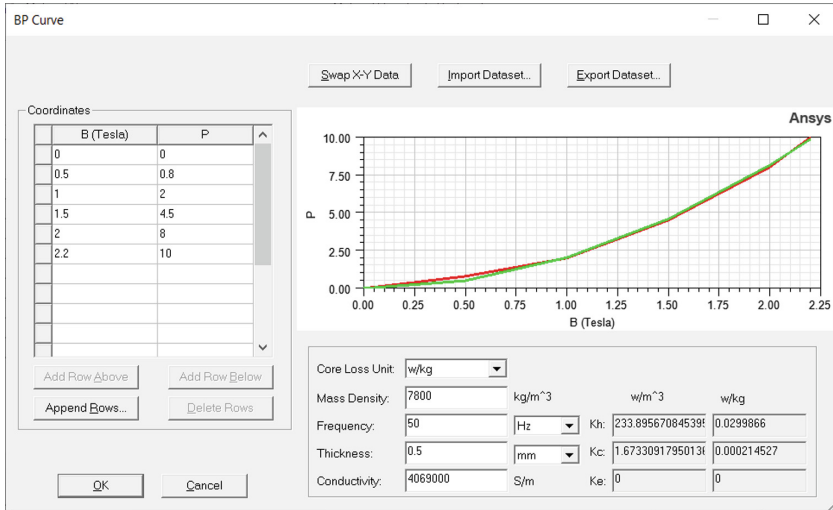 BP Curve
Swap X-Y Data Import Dataset... Export Dataset...
Coordinates
B (Tesla) P
0 0
0.5 0.8
1 2
1.5 4.5
2 8
2.2 10
Add Row Above Add Row Below
Append Rows... Delete Rows
OK Cancel
Ansys
10.00
7.50
5.00
2.50
0.00
P
0.00 0.25 0.50 0.75 1.00 1.25 1.50 1.75 2.00 2.25
B (Tesla)
Core Loss Unit: w/kg
Mass Density: 7800 kg/m^3 w/m^3 w/kg
Frequency: 50 Hz Kh: 233.89567084539 0.0299866
Thickness: 0.5 mm Kc: 1.6733091795013 0.000214527
Conductivity: 4069000 S/m Ke: 0 0